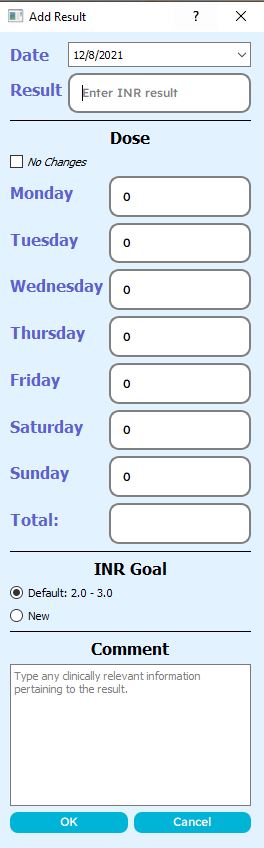 Add Result ?
Date 12/8/2021
Result Enter INR result
Dose
No Changes
Monday 0
Tuesday 0
Wednesday 0
Thursday 0
Friday 0
Saturday 0
Sunday 0
Total:
INR Goal
Default: 2.0 - 3.0
New
Comment
Type any clinically relevant information
pertaining to the result.
OK Cancel